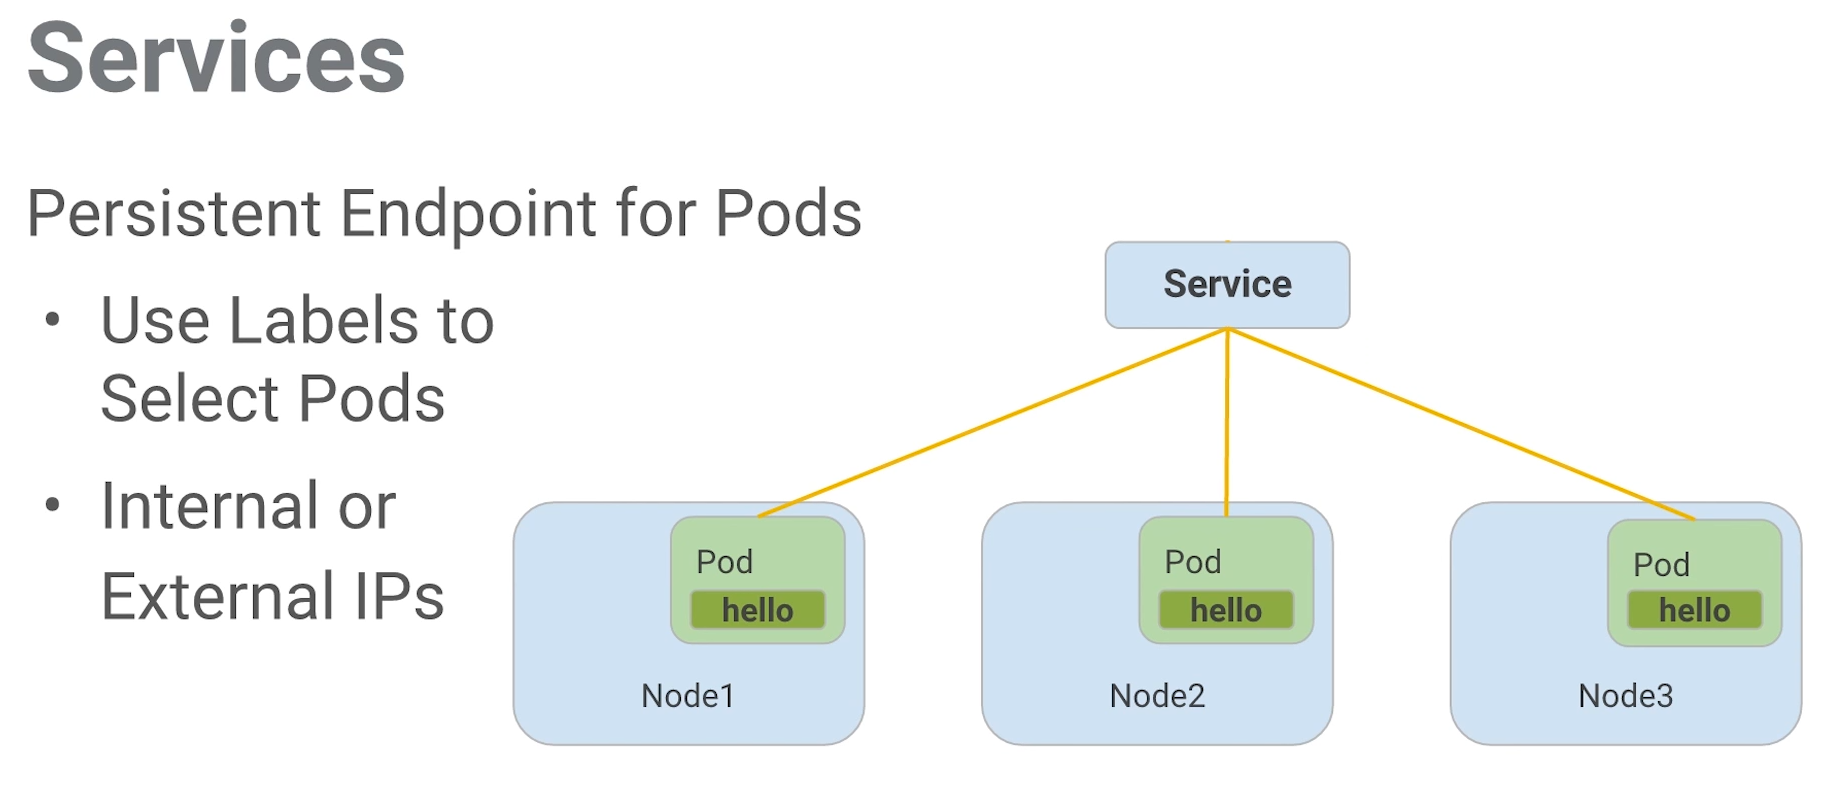 Services
Persistent Endpoint for Pods
• Use Labels to
Select Pods
• Internal or
External IPs
Service
Pod
hello
Node1
Pod
hello
Node2
Pod
hello
Node3